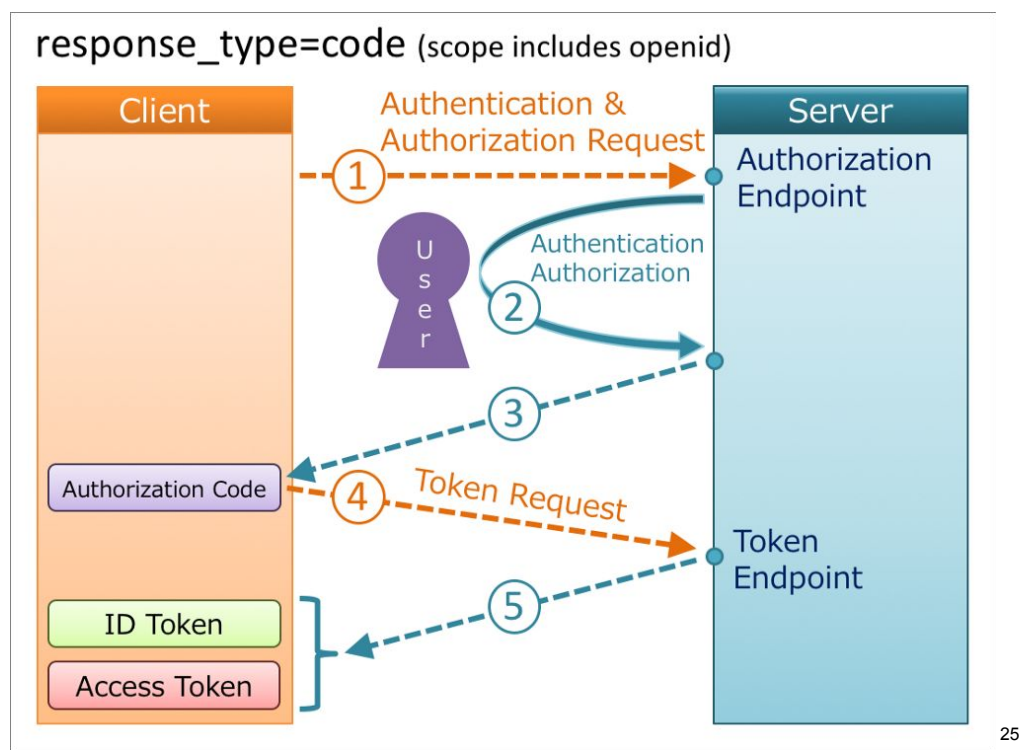 response_type=code (scope includes openid)
Client
Authentication &
Authorization Request
Server
1
Authorization
Endpoint
User
Authentication
Authorization
2
3
Authorization Code
4
Token Request
Token
Endpoint
5
ID Token
Access Token
25